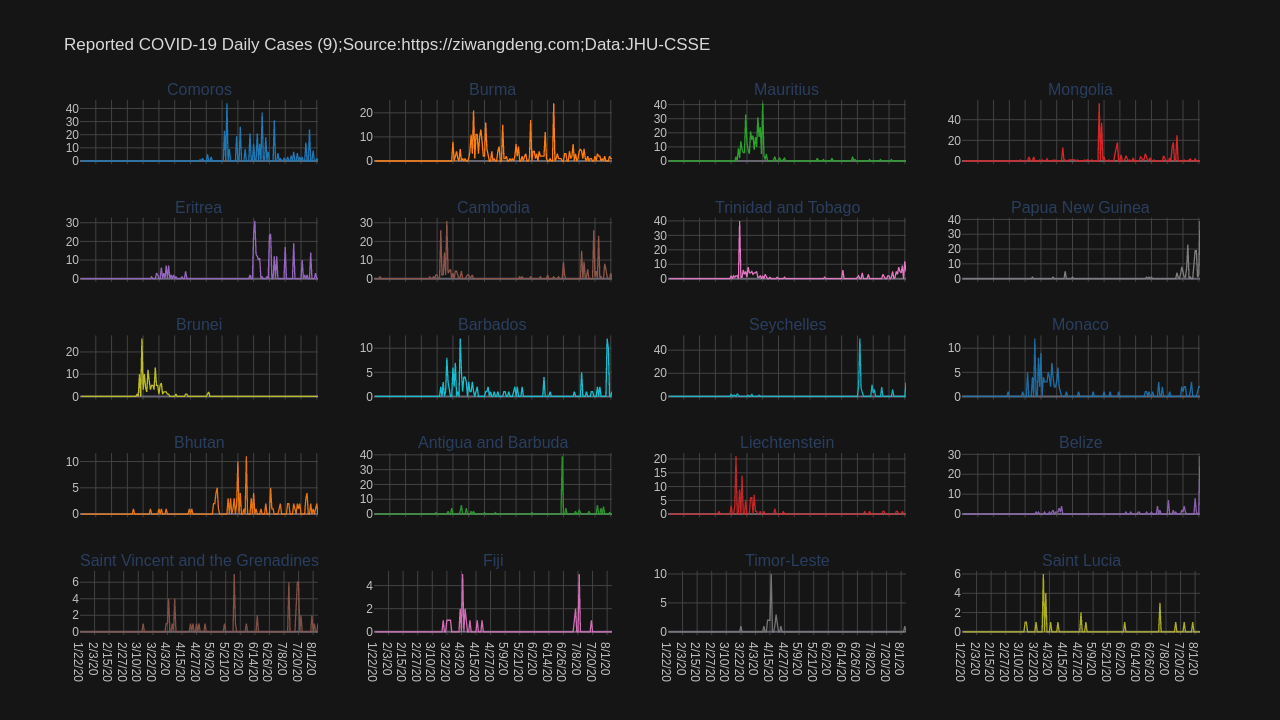 Reported COVID-19 Daily Cases (9);Source:https://ziwangdeng.com;Data:JHU-CSSE
Comoros Burma Mauritius Mongolia
40 30 20 10 0
20 10 0
40 30 20 10 0
40 20 0
Eritrea Cambodia Trinidad and Tobago Papua New Guinea
30 20 10 0
30 20 10 0
40 30 20 10 0
40 30 20 10 0
Brunei Barbados Seychelles Monaco
20 10 0
10 5 0
40 20 0
10 5 0
Bhutan Antigua and Barbuda Liechtenstein Belize
10 5 0
40 30 20 10 0
20 15 10 5 0
30 20 10 0
Saint Vincent and the Grenadines Fiji Timor-Leste Saint Lucia
6 4 2 0
4 2 0
10 5 0
6 4 2 0
1/22/20 2/3/20 2/15/20 2/27/20 3/10/20 3/22/20 4/3/20 4/15/20 4/27/20 5/9/20 5/21/20 6/2/20 6/14/20 6/26/20 7/8/20 7/20/20 8/1/20
1/22/20 2/3/20 2/15/20 2/27/20 3/10/20 3/22/20 4/3/20 4/15/20 4/27/20 5/9/20 5/21/20 6/2/20 6/14/20 6/26/20 7/8/20 7/20/20 8/1/20
1/22/20 2/3/20 2/15/20 2/27/20 3/10/20 3/22/20 4/3/20 4/15/20 4/27/20 5/9/20 5/21/20 6/2/20 6/14/20 6/26/20 7/8/20 7/20/20 8/1/20
1/22/20 2/3/20 2/15/20 2/27/20 3/10/20 3/22/20 4/3/20 4/15/20 4/27/20 5/9/20 5/21/20 6/2/20 6/14/20 6/26/20 7/8/20 7/20/20 8/1/20